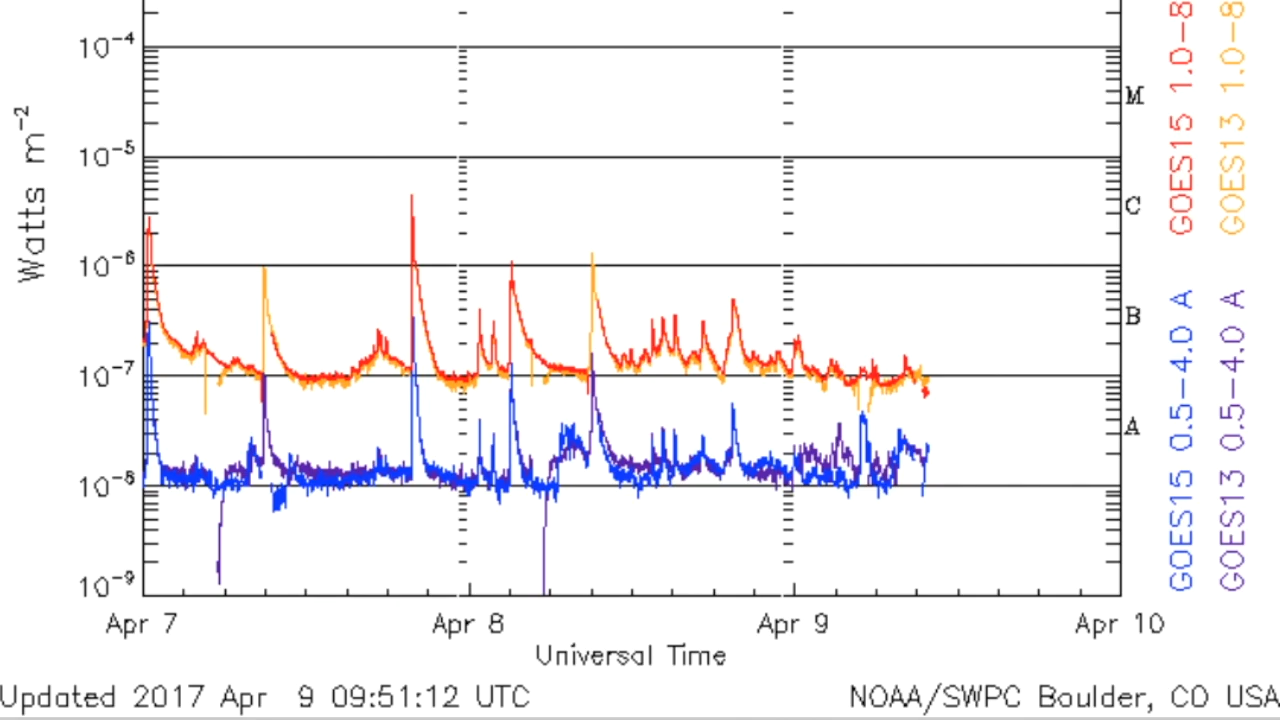 10-4
10-5
10-6
10-7
10-8
10-9
Watts m-2
M
C
B
A
Apr 7 Apr 8 Apr 9 Apr 10
Universal Time
GOES15 0.5-4.0 A GOES15 1.0-8
GOES13 0.5-4.0 A GOES13 1.0-8
Updated 2017 Apr 9 09:51:12 UTC NOAA/SWPC Boulder, CO USA